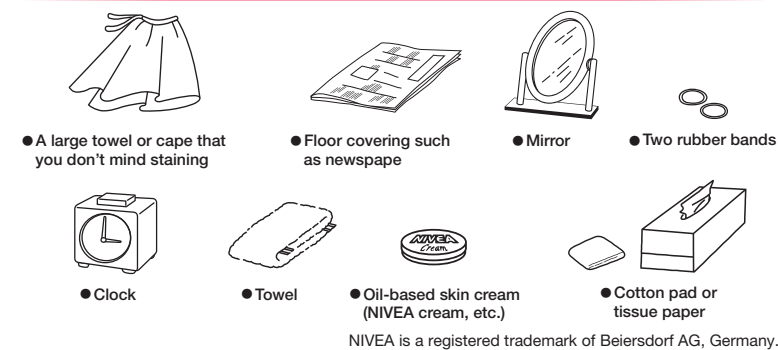 ● A large towel or cape that
you don't mind staining
● Floor covering such
as newspape
● Mirror
● Two rubber bands
NIVEA
Cream
● Clock
● Towel
● Oil-based skin cream
(NIVEA cream, etc.)
● Cotton pad or
tissue paper
NIVEA is a registered trademark of Beiersdorf AG, Germany.